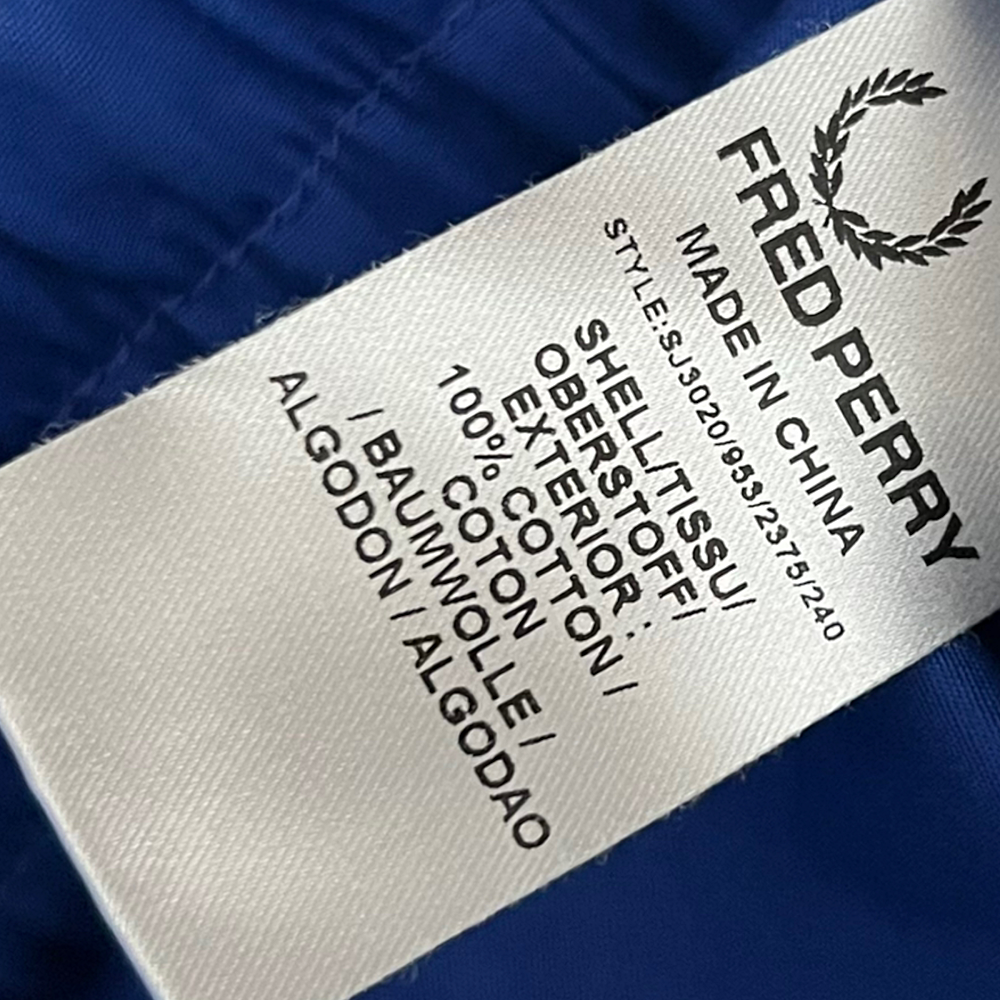 FRED PERRY
MADE IN CHINA
STYLE:SJ3020/953/2375/240
SHELL/TISSU/
OBERSTOFF/
EXTERIOR :
100% COTTON /
COTON
/ BAUMWOLLE /
ALGODON / ALGODAO